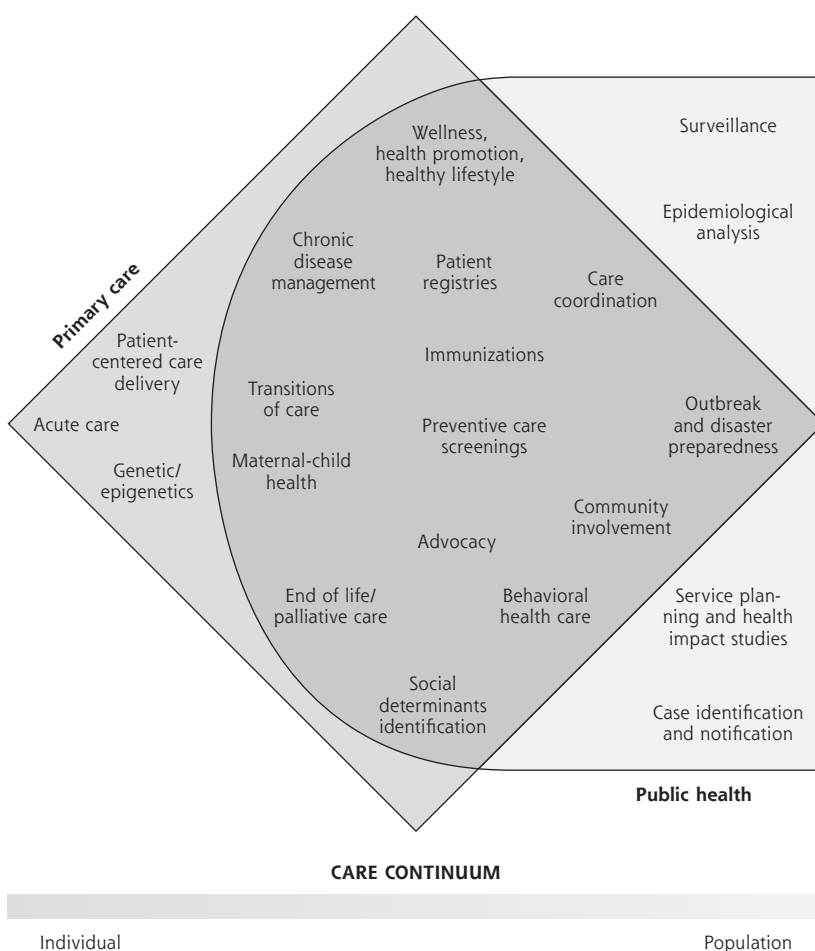 Wellness,
health promotion,
healthy lifestyle
Surveillance
Epidemiological
analysis
Chronic
disease
management
Patient
registries
Care
coordination
Primary care
Patient-
centered care
delivery
Immunizations
Acute care
Transitions
of care
Preventive care
screenings
Outbreak
and disaster
preparedness
Genetic/
epigenetics
Maternal-child
health
Community
involvement
Advocacy
End of life/
palliative care
Behavioral
health care
Service plan-
ning and health
impact studies
Social
determinants
identification
Case identification
and notification
Public health
CARE CONTINUUM
Individual
Population